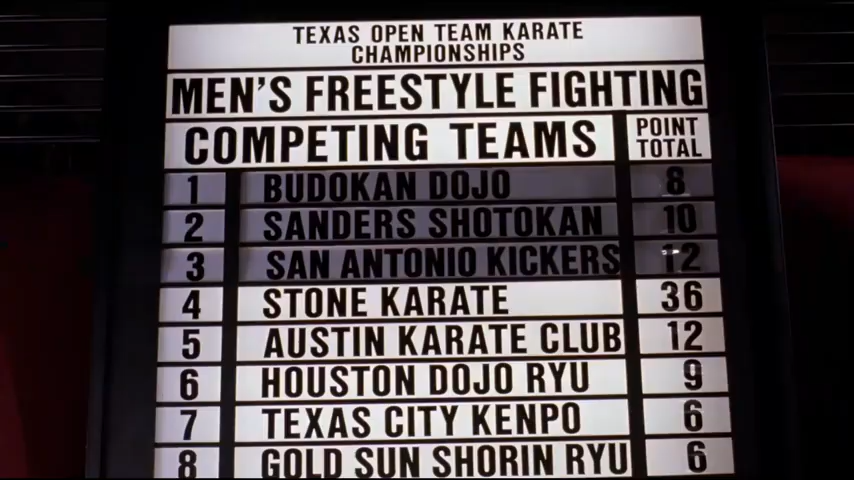 TEXAS OPEN TEAM KARATE
CHAMPIONSHIPS
MEN'S FREESTYLE FIGHTING
COMPETING TEAMS POINT TOTAL
1 BUDOKAN DOJO 8
2 SANDERS SHOTOKAN 10
3 SAN ANTONIO KICKERS 12
4 STONE KARATE 36
5 AUSTIN KARATE CLUB 12
6 HOUSTON DOJO RYU 9
7 TEXAS CITY KENPO 6
8 GOLD SUN SHORIN RYU 6